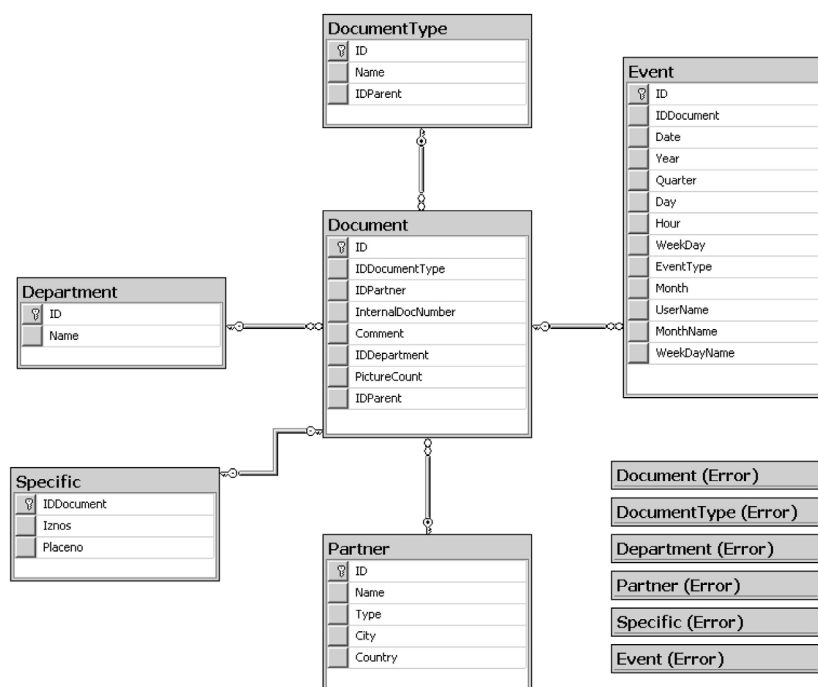 DocumentType
ID
Name
IDParent
Event
ID
IDDocument
Date
Year
Quarter
Day
Hour
WeekDay
EventType
Month
UserName
MonthName
WeekDayName
Document
ID
IDDocumentType
IDPartner
InternalDocNumber
Comment
IDDepartment
PictureCount
IDParent
Department
ID
Name
Specific
IDDocument
Iznos
Placeno
Partner
ID
Name
Type
City
Country
Document (Error)
DocumentType (Error)
Department (Error)
Partner (Error)
Specific (Error)
Event (Error)